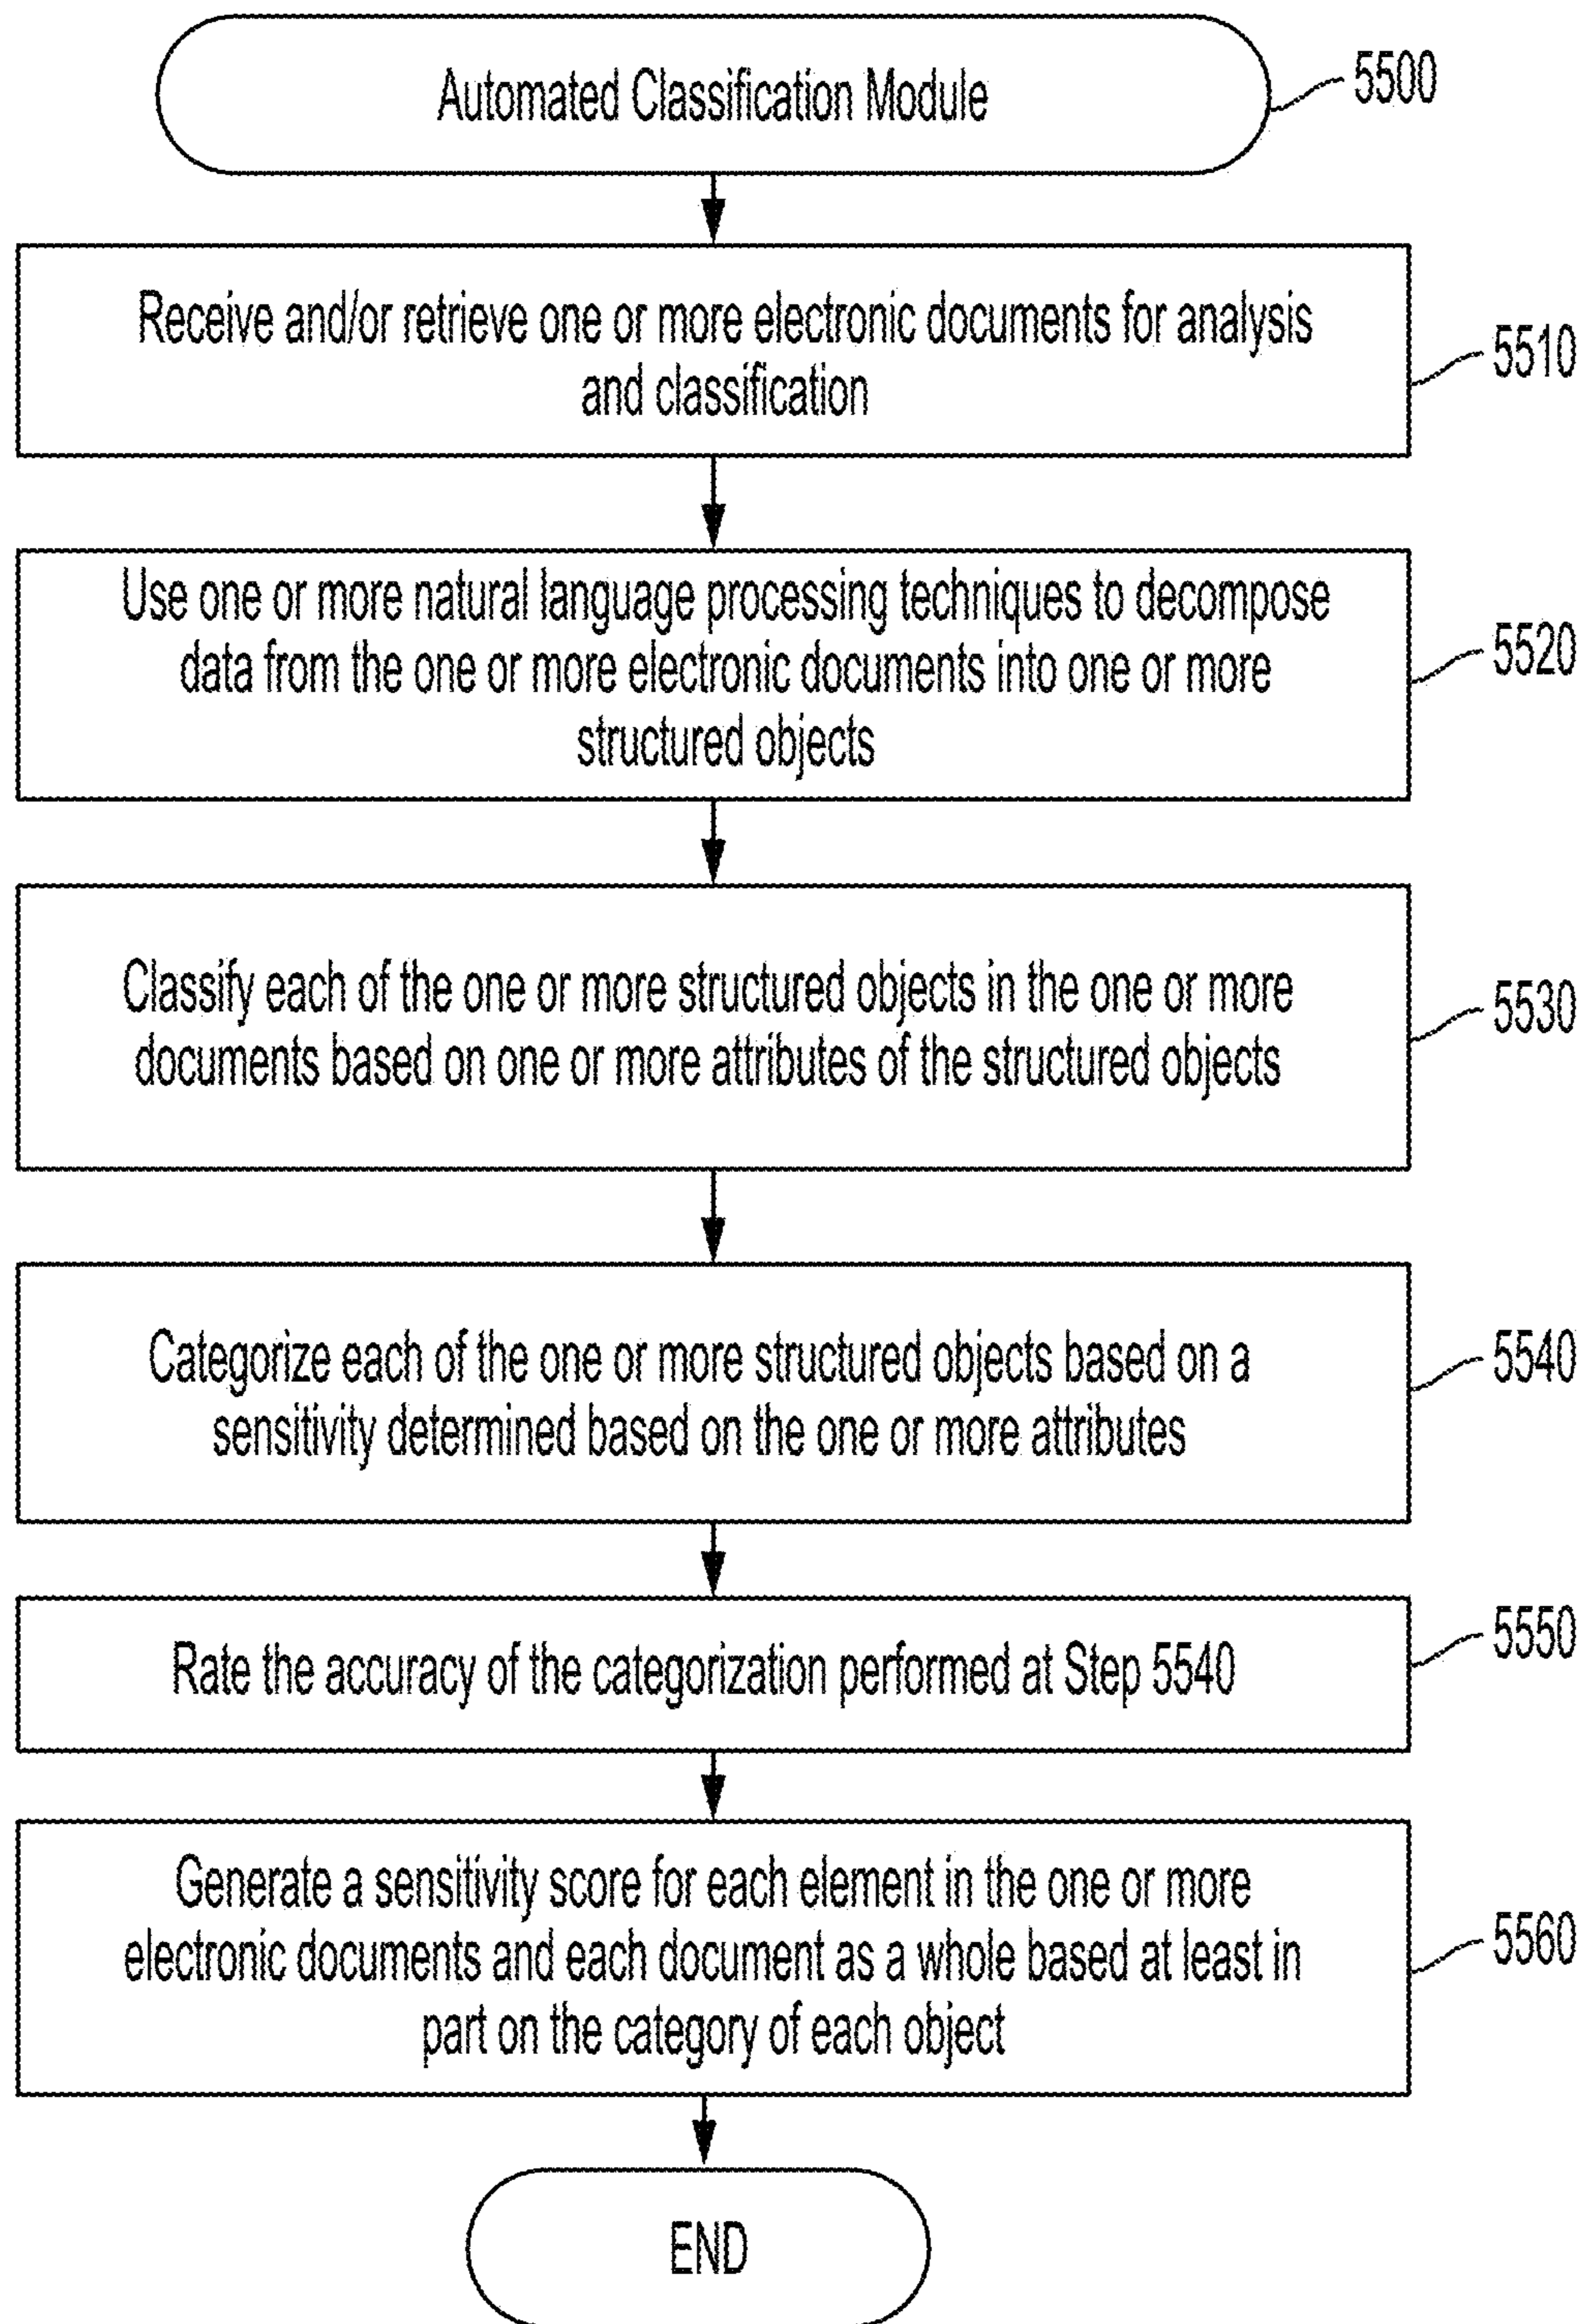 Automated Classification Module
5500
Receive and/or retrieve one or more electronic documents for analysis
and classification
5510
Use one or more natural language processing techniques to decompose
data from the one or more electronic documents into one or more
structured objects
5520
Classify each of the one or more structured objects in the one or more
documents based on one or more attributes of the structured objects
5530
Categorize each of the one or more structured objects based on a
sensitivity determined based on the one or more attributes
5540
Rate the accuracy of the categorization performed at Step 5540
5550
Generate a sensitivity score for each element in the one or more
electronic documents and each document as a whole based at least in
part on the category of each object
5560
END